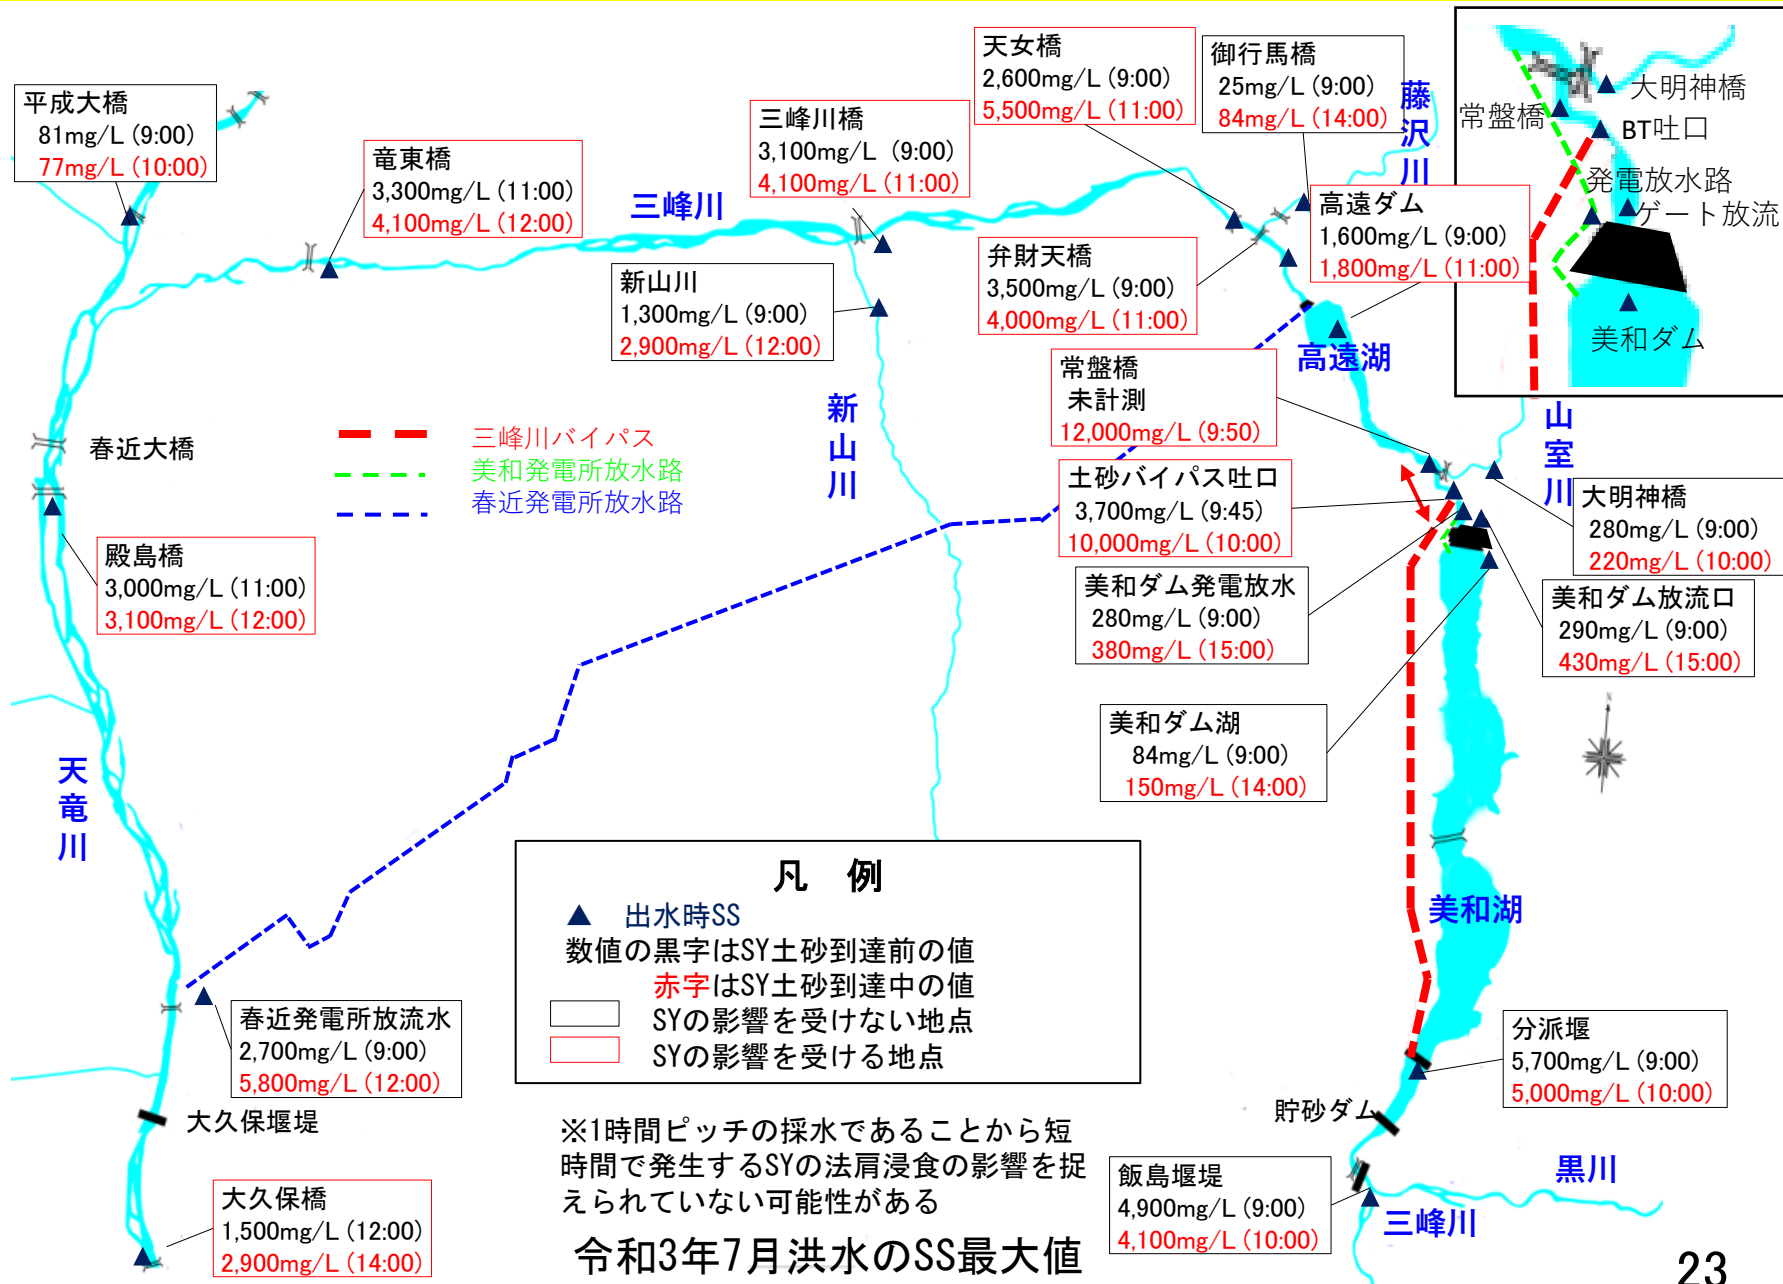 平成大橋
81mg/L (9:00)
77mg/L (10:00)
竜東橋
3,300mg/L (11:00)
4,100mg/L (12:00)
三峰川
三峰川橋
3,100mg/L (9:00)
4,100mg/L (11:00)
天女橋
2,600mg/L (9:00)
5,500mg/L (11:00)
御行馬橋
25mg/L (9:00)
84mg/L (14:00)
藤沢川
高遠ダム
1,600mg/L (9:00)
1,800mg/L (11:00)
大明神橋
常盤橋
BT吐口
発電放水路
ゲート放流
美和ダム
新山川
1,300mg/L (9:00)
2,900mg/L (12:00)
弁財天橋
3,500mg/L (9:00)
4,000mg/L (11:00)
高遠湖
常盤橋
未計測
12,000mg/L (9:50)
新山川
山室川
春近大橋
三峰川バイパス
美和発電所放水路
春近発電所放水路
土砂バイパス吐口
3,700mg/L (9:45)
10,000mg/L (10:00)
大明神橋
280mg/L (9:00)
220mg/L (10:00)
殿島橋
3,000mg/L (11:00)
3,100mg/L (12:00)
美和ダム発電放水
280mg/L (9:00)
380mg/L (15:00)
美和ダム放流口
290mg/L (9:00)
430mg/L (15:00)
美和ダム湖
84mg/L (9:00)
150mg/L (14:00)
N
天竜川
美和湖
凡 例
▲ 出水時SS
数値の黒字はSY土砂到達前の値
赤字はSY土砂到達中の値
SYの影響を受けない地点
SYの影響を受ける地点
春近発電所放流水
2,700mg/L (9:00)
5,800mg/L (12:00)
大久保堰堤
分派堰
5,700mg/L (9:00)
5,000mg/L (10:00)
貯砂ダム
※1時間ピッチの採水であることから短
時間で発生するSYの法肩浸食の影響を捉
えられていない可能性がある
飯島堰堤
4,900mg/L (9:00)
4,100mg/L (10:00)
黒川
三峰川
大久保橋
1,500mg/L (12:00)
2,900mg/L (14:00)
令和3年7月洪水のSS最大値
23